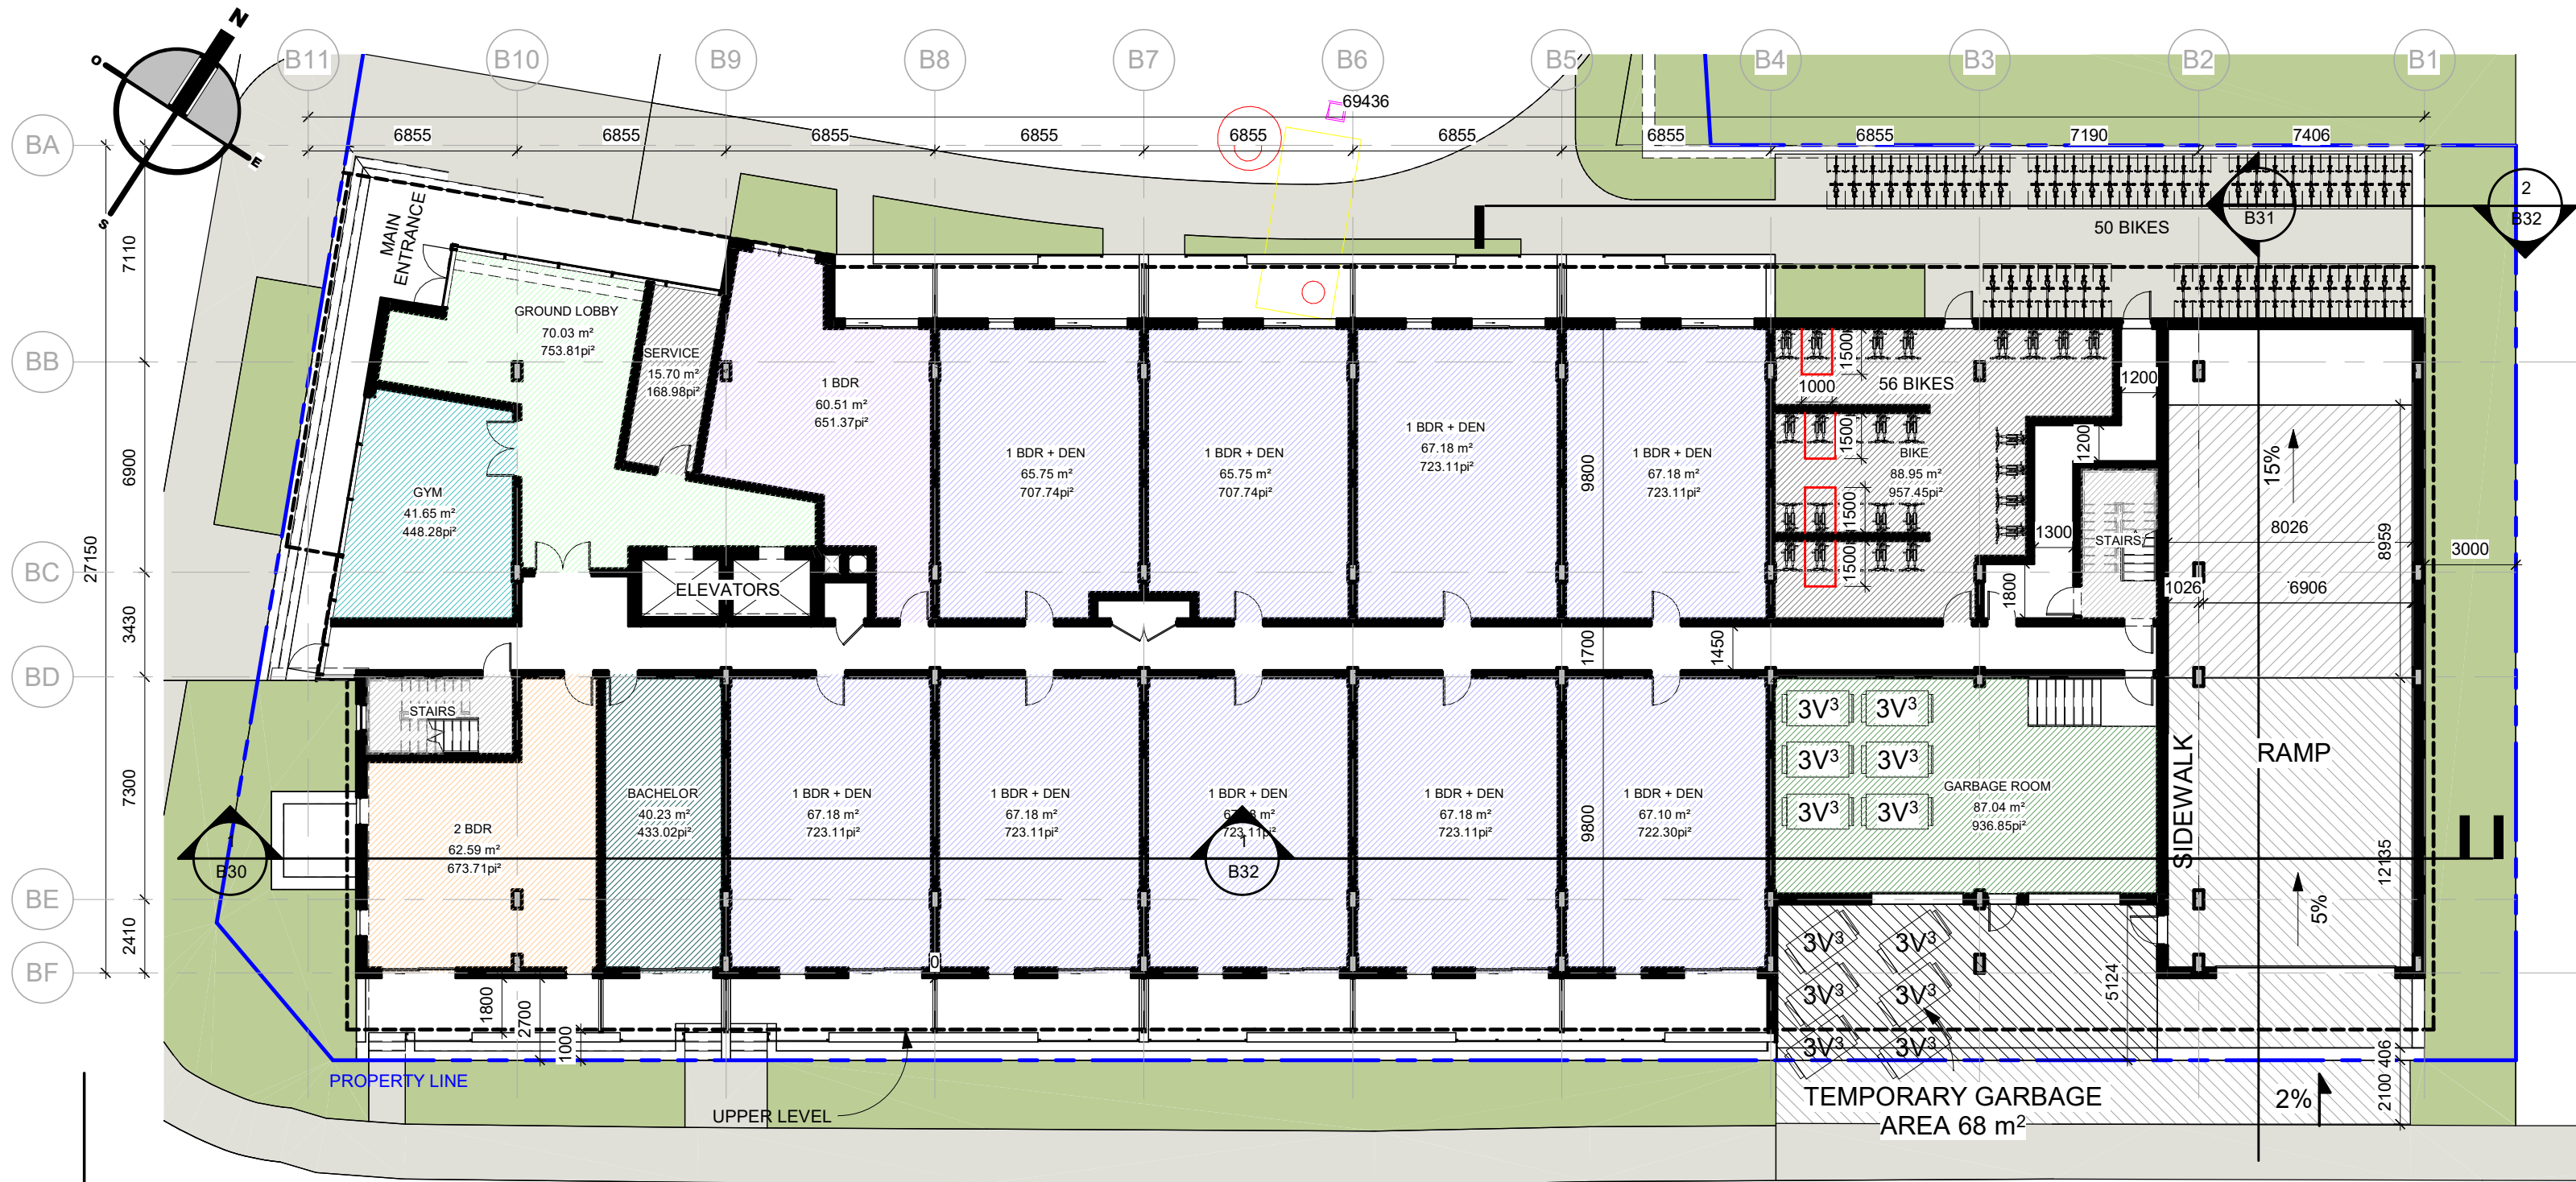 N
O
E
S
B11
B10
B9
B8
B7
B6
B5
B4
B3
B2
B1
69436
BA
6855
6855
6855
6855
6855
6855
6855
6855
7190
7406
2
B32
B31
50 BIKES
MAIN
ENTRANCE
7110
GROUND LOBBY
70.03 m²
753.81pi²
SERVICE
15.70 m²
168.98pi²
BB
1 BDR
60.51 m²
651.37pi²
1500
1000
56 BIKES
1200
1 BDR + DEN
65.75 m²
707.74pi²
1 BDR + DEN
65.75 m²
707.74pi²
1 BDR + DEN
67.18 m²
723.11pi²
1 BDR + DEN
67.18 m²
723.11pi²
9800
1500
BIKE
88.95 m²
957.45pi²
1200
15%
6900
GYM
41.65 m²
448.28pi²
27150
1500
1500
1300
STAIRS
8026
8959
3000
BC
ELEVATORS
1800
1026
6906
3430
1700
1450
BD
STAIRS
3V³
3V³
3V³
3V³
3V³
3V³
SIDEWALK
RAMP
7300
2 BDR
62.59 m²
673.71pi²
BACHELOR
40.23 m²
433.02pi²
1 BDR + DEN
67.18 m²
723.11pi²
1 BDR + DEN
67.18 m²
723.11pi²
1 BDR + DEN
723.11pi²
1 BDR + DEN
67.18 m²
723.11pi²
1 BDR + DEN
67.10 m²
722.30pi²
9800
GARBAGE ROOM
87.04 m²
936.85pi²
12135
1
B30
1
B32
BE
5%
2410
BF
0
3V³
3V³
3V³
3V³
3V³
3V³
5124
1800
2700
1000
406
PROPERTY LINE
UPPER LEVEL
TEMPORARY GARBAGE
AREA 68 m²
2%
2100